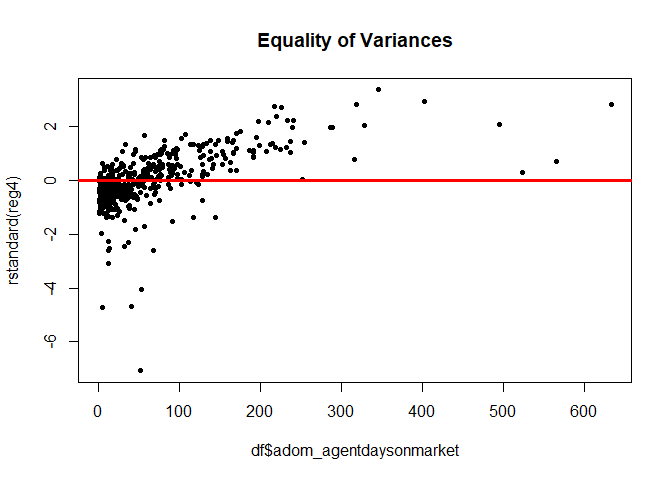 Equality of Variances
rstandard(reg4)
2
0
-2
-4
-6
0 100 200 300 400 500 600
df$adom_agentdaysonmarket